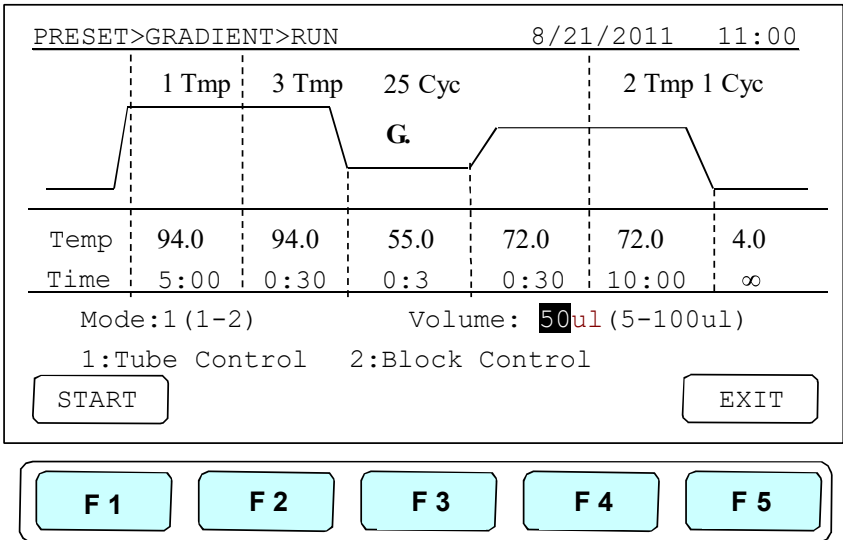 PRESET>GRADIENT>RUN 8/21/2011 11:00
1 Tmp 3 Tmp 25 Cyc 2 Tmp 1 Cyc
G.
Temp 94.0 94.0 55.0 72.0 72.0 4.0
Time 5:00 0:30 0:3 0:30 10:00 ∞
Mode:1(1-2) Volume: 50ul(5-100ul)
1:Tube Control 2:Block Control
START EXIT
F 1 F 2 F 3 F 4 F 5